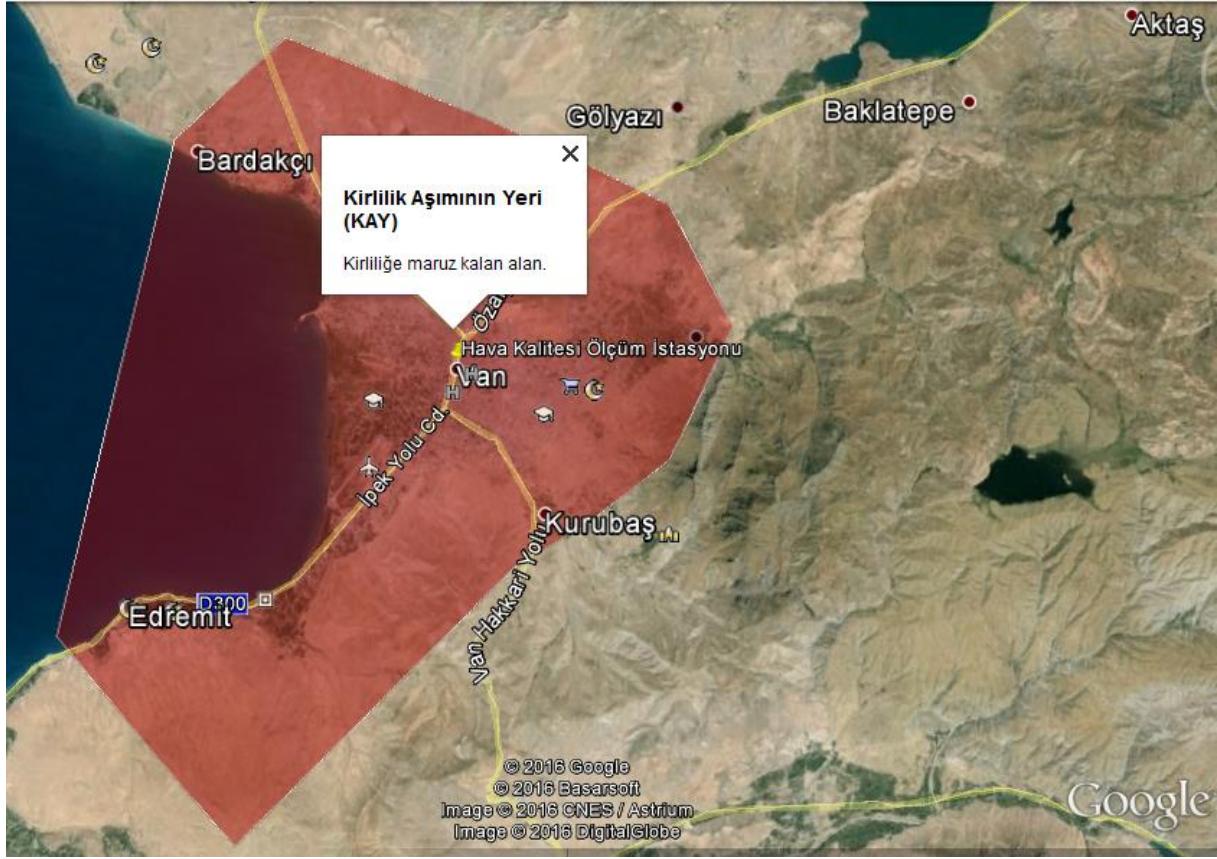 Aktaş
Gölyazı
Baklatepe
Bardakçı
Kirlilik Aşımının Yeri
(KAY)
Kirliliğe maruz kalan alan.
Özal
Hava Kalitesi Ölçüm İstasyonu
Van
H
H
İpek Yolu Cd.
Kurubaş
Van Hakkari Yolu
D300
Edremit
© 2016 Google
© 2016 Basarsoft
Image © 2016 CNES / Astrium
Image © 2016 DigitalGlobe
Google